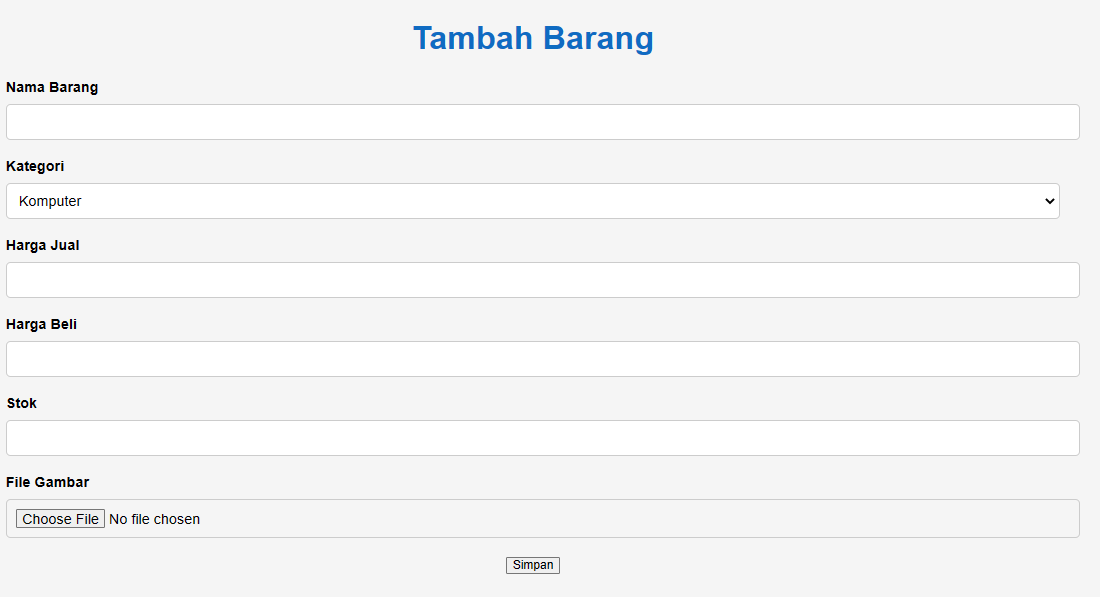 Tambah Barang
Nama Barang
Kategori
Komputer
Harga Jual
Harga Beli
Stok
File Gambar
Choose File No file chosen
Simpan